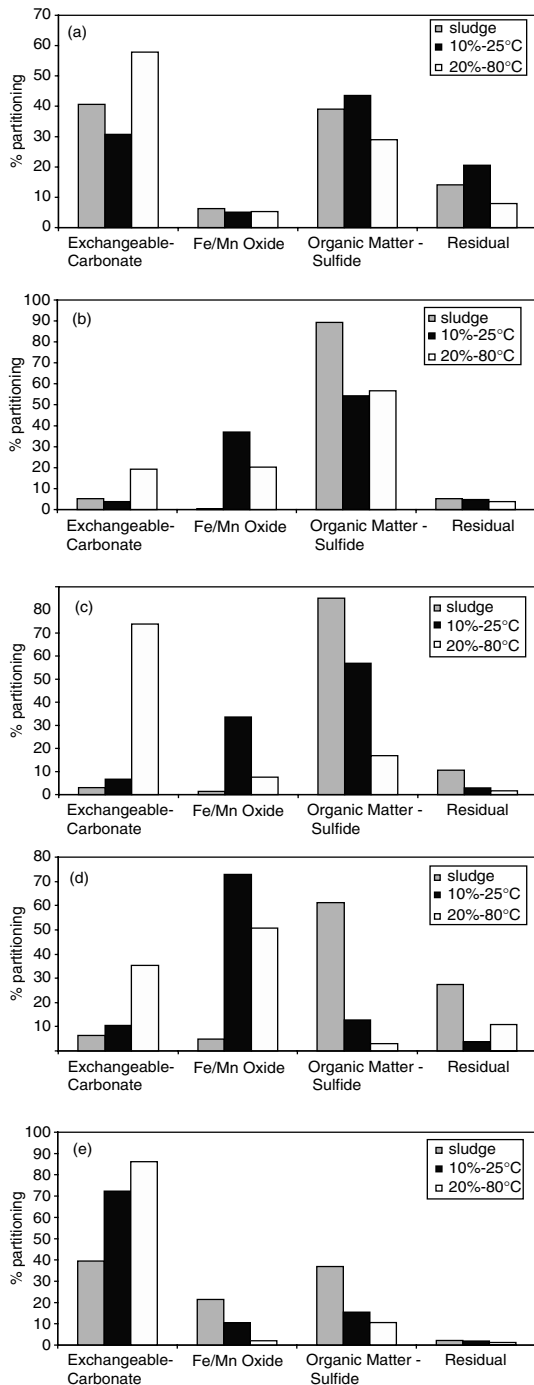 70
(a)
sludge
60
10%-25°C
50
20%-80°C
40
% partitioning
30
20
10
0
Exchangeable-
Carbonate
Fe/Mn Oxide
Organic Matter -
Sulfide
Residual
100
(b)
sludge
90
10%-25°C
80
20%-80°C
70
60
% partitioning
50
40
30
20
10
0
Exchangeable-
Carbonate
Fe/Mn Oxide
Organic Matter -
Sulfide
Residual
(c)
sludge
80
10%-25°C
70
20%-80°C
60
50
% partitioning
40
30
20
10
0
Exchangeable-
Carbonate
Fe/Mn Oxide
Organic Matter -
Sulfide
Residual
80
(d)
sludge
70
10%-25°C
60
20%-80°C
50
% partitioning
40
30
20
10
Exchangeable-
Carbonate
Fe/Mn Oxide
Organic Matter -
Sulfide
Residual
100
(e)
sludge
90
10%-25°C
80
20%-80°C
70
60
% partitioning
50
40
30
20
10
0
Exchangeable-
Carbonate
Fe/Mn Oxide
Organic Matter -
Sulfide
Residual